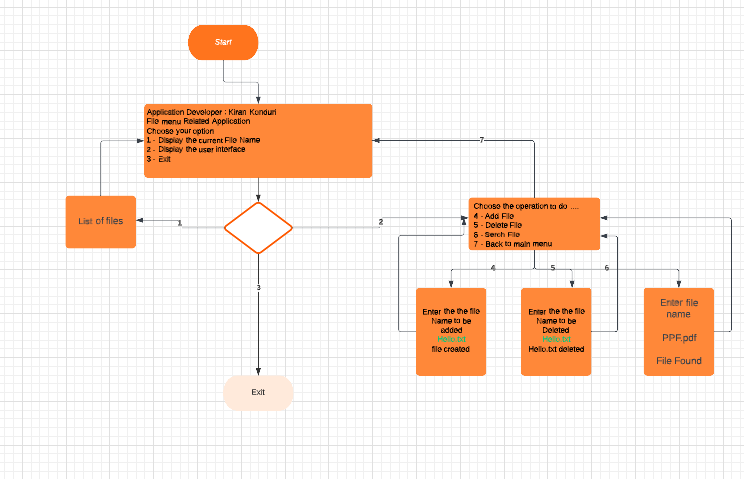 Start
Application Developer : Kiran Konduri
File menu Related Application
Choose your option
1 - Display the current File Name
2 - Display the user interface
3 - Exit
7
List of files
1
2
Choose the operation to do ....
4 - Add File
5 - Delete File
6 - Serch File
7 - Back to main menu
3
4
5
6
Enter the the file
Name to be
added
Hello.txt
file created
Enter the the file
Name to be
Deleted
Hello.txt
Hello.txt deleted
Enter file
name
PPF.pdf
File Found
Exit